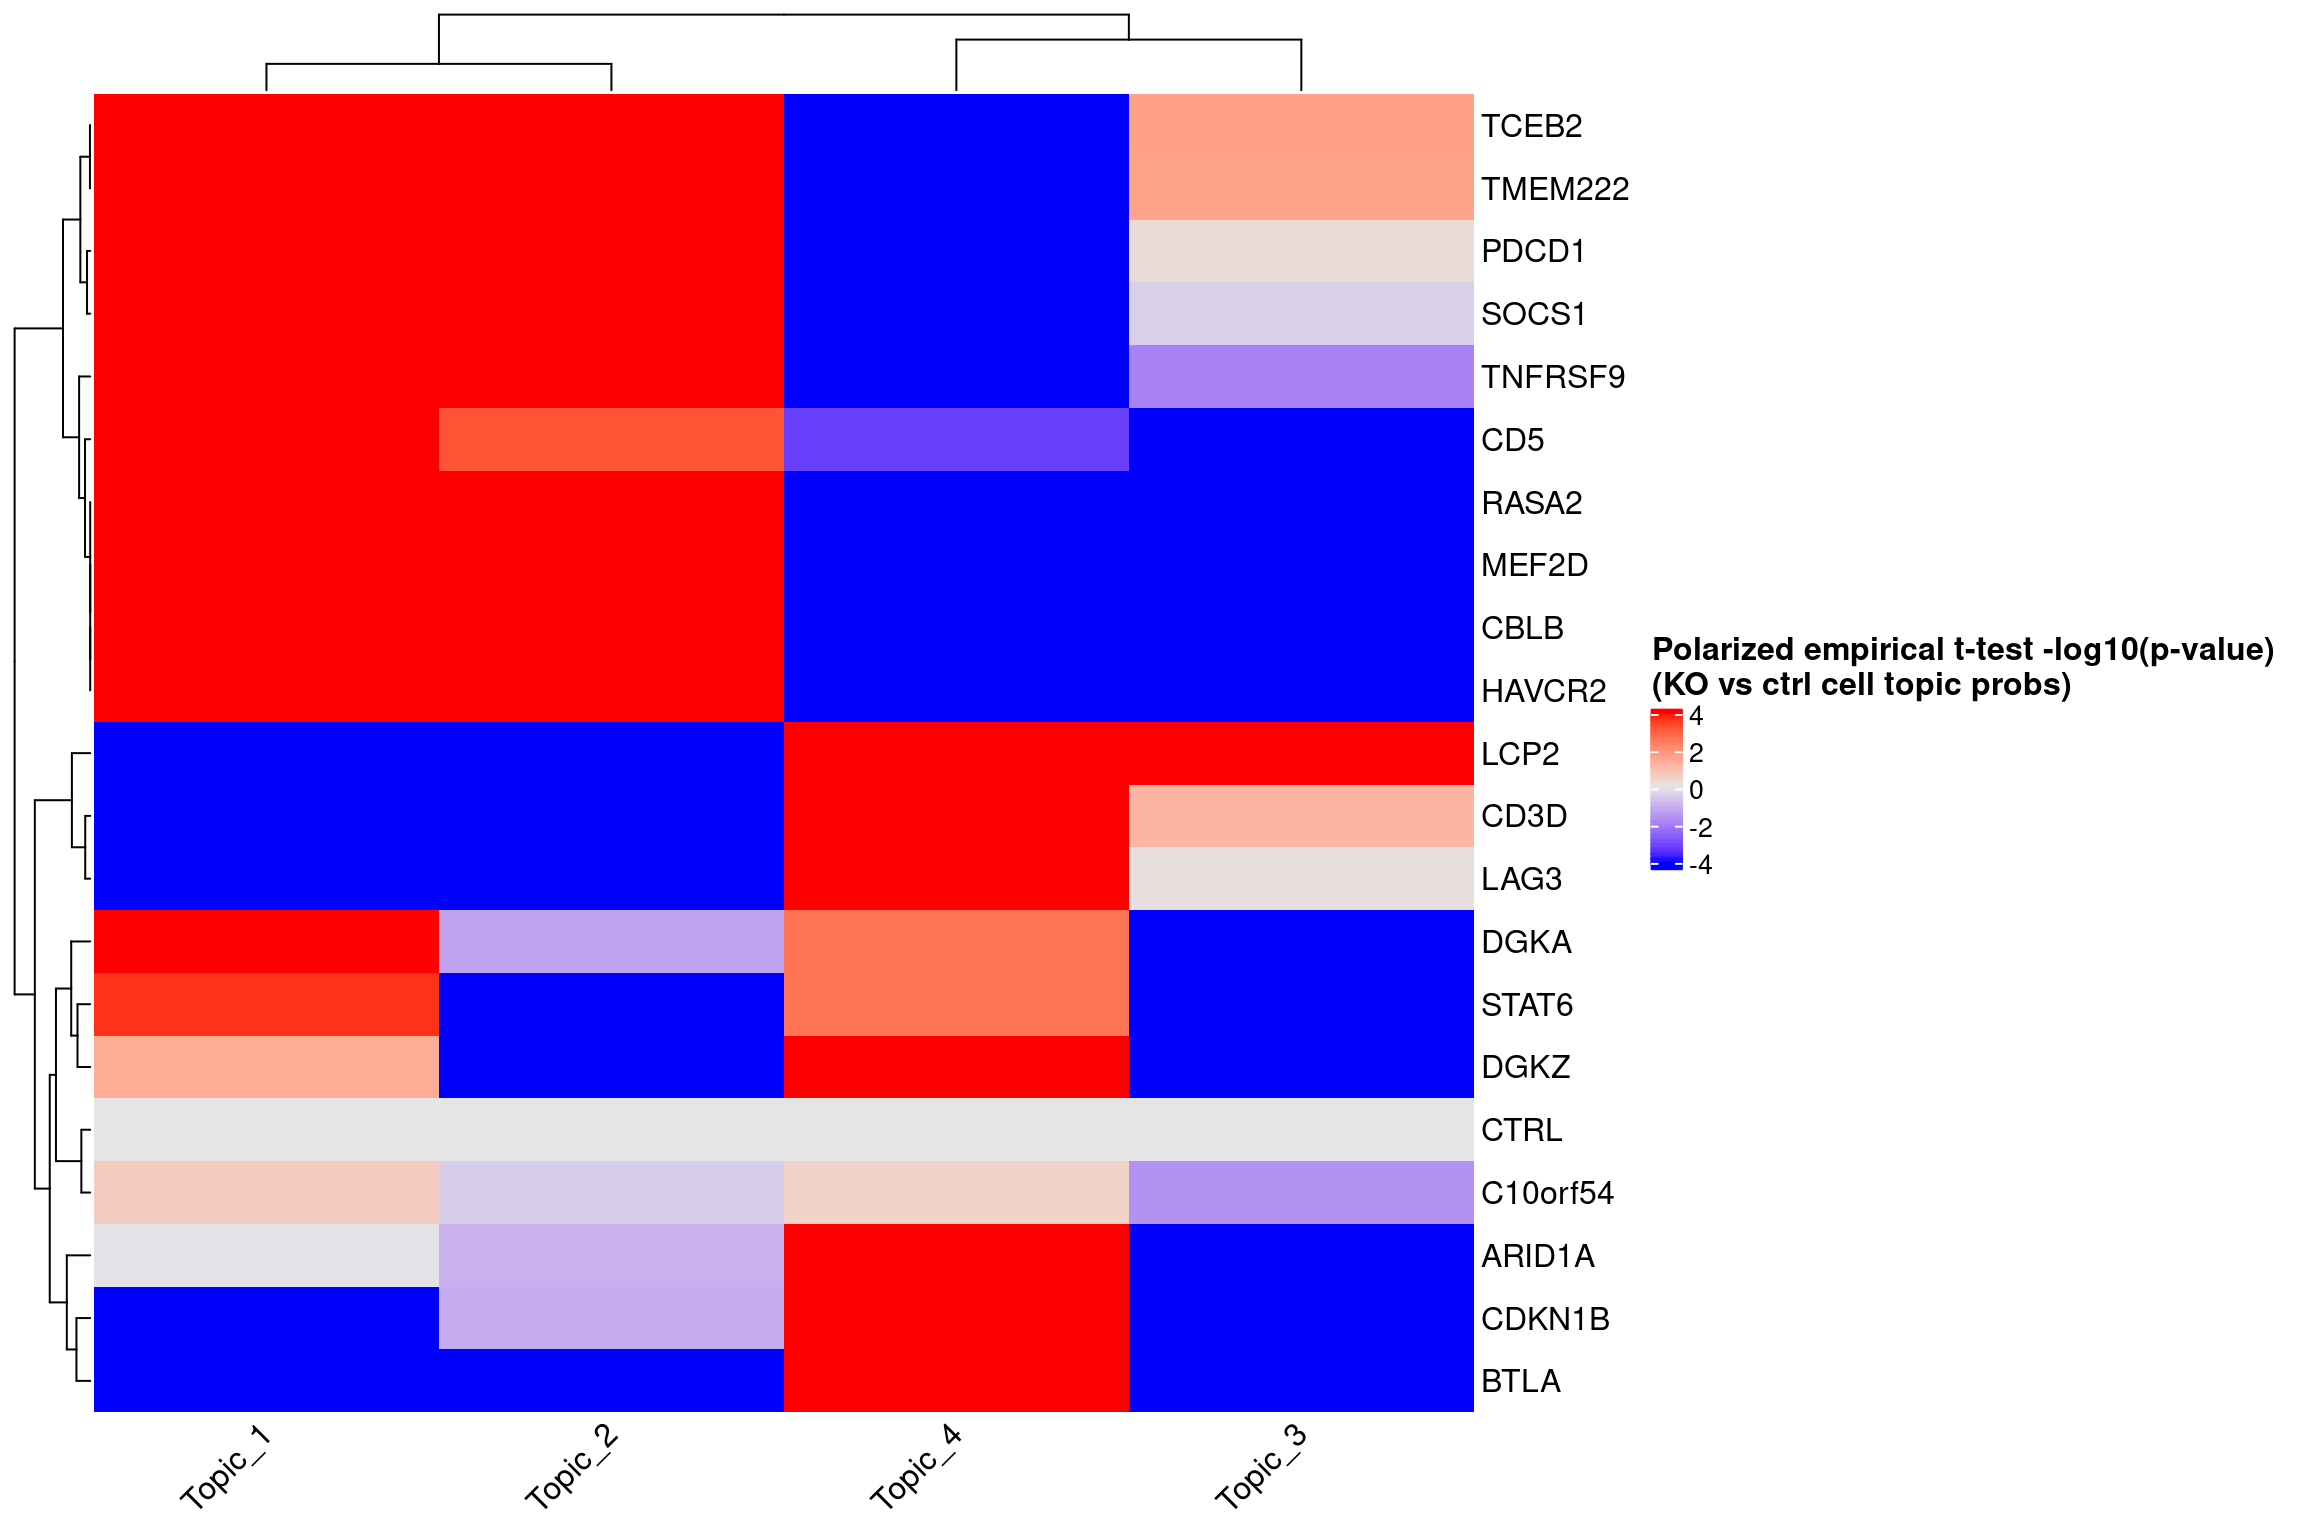 TCEB2
TMEM222
PDCD1
SOCS1
TNFRSF9
CD5
RASA2
MEF2D
CBLB
HAVCR2
LCP2
CD3D
LAG3
DGKA
STAT6
DGKZ
CTRL
C10orf54
ARID1A
CDKN1B
BTLA
Topic_1
Topic_2
Topic_4
Topic_3
Polarized empirical t-test -log10(p-value)
(KO vs ctrl cell topic probs)
4
2
0
-2
-4